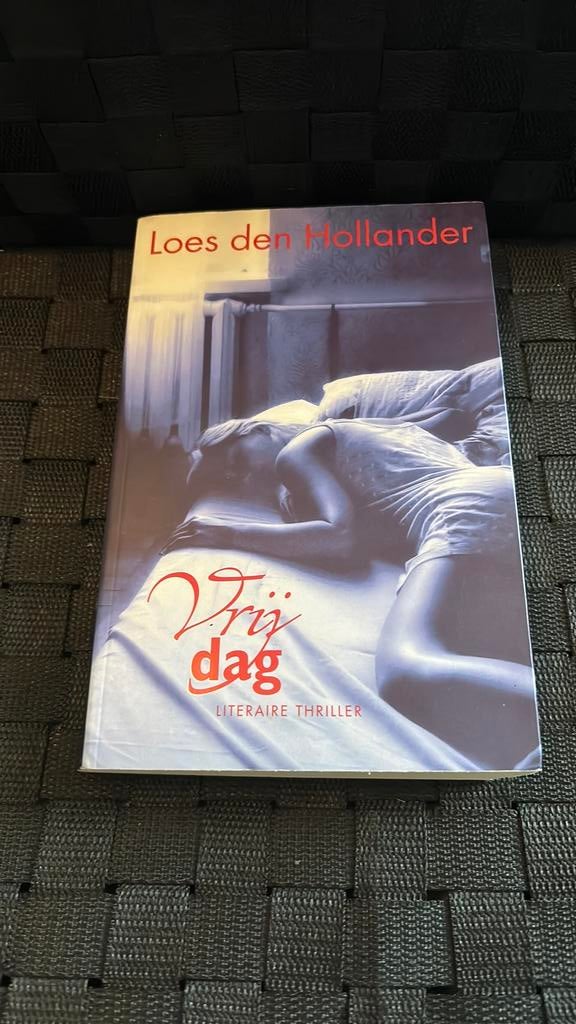 Loes den Hollander
Vrij
dag
LITERAIRE THRILLER